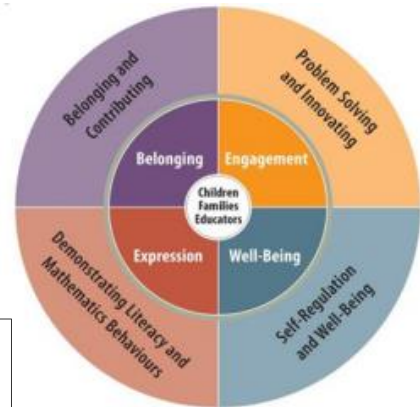 Belonging and
Contributing
Problem Solving
and Innovating
Belonging
Engagement
Children
Families
Educators
Expression
Well-Being
Demonstrating Literacy and
Mathematics Behaviours
Self-Regulation
and Well-Being